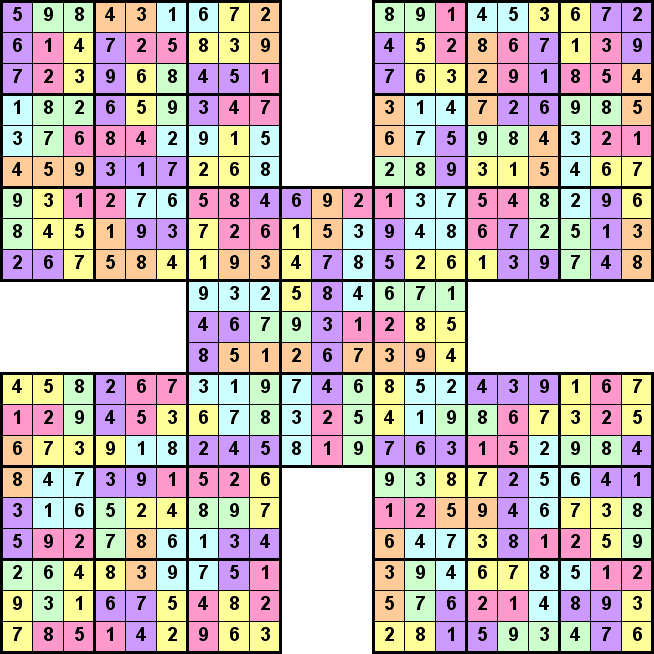 5 9 8 4 3 1 6 7 2 8 9 1 4 5 3 6 7 2
6 1 4 7 2 5 8 3 9 4 5 2 8 6 7 1 3 9
7 2 3 9 6 8 4 5 1 7 6 3 2 9 1 8 5 4
1 8 2 6 5 9 3 4 7 3 1 4 7 2 6 9 8 5
3 7 6 8 4 2 9 1 5 6 7 5 9 8 4 3 2 1
4 5 9 3 1 7 2 6 8 2 8 9 3 1 5 4 6 7
9 3 1 2 7 6 5 8 4 6 9 2 1 3 7 5 4 8 2 9 6
8 4 5 1 9 3 7 2 6 1 5 3 9 4 8 6 7 2 5 1 3
2 6 7 5 8 4 1 9 3 4 7 8 5 2 6 1 3 9 7 4 8
9 3 2 5 8 4 6 7 1
4 6 7 9 3 1 2 8 5
8 5 1 2 6 7 3 9 4
4 5 8 2 6 7 3 1 9 7 4 6 8 5 2 4 3 9 1 6 7
1 2 9 4 5 3 6 7 8 3 2 5 4 1 9 8 6 7 3 2 5
6 7 3 9 1 8 2 4 5 8 1 9 7 6 3 1 5 2 9 8 4
8 4 7 3 9 1 5 2 6 9 3 8 7 2 5 6 4 1
3 1 6 5 2 4 8 9 7 1 2 5 9 4 6 7 3 8
5 9 2 7 8 6 1 3 4 6 4 7 3 8 1 2 5 9
2 6 4 8 3 9 7 5 1 3 9 4 6 7 8 5 1 2
9 3 1 6 7 5 4 8 2 5 7 6 2 1 4 8 9 3
7 8 5 1 4 2 9 6 3 2 8 1 5 9 3 4 7 6